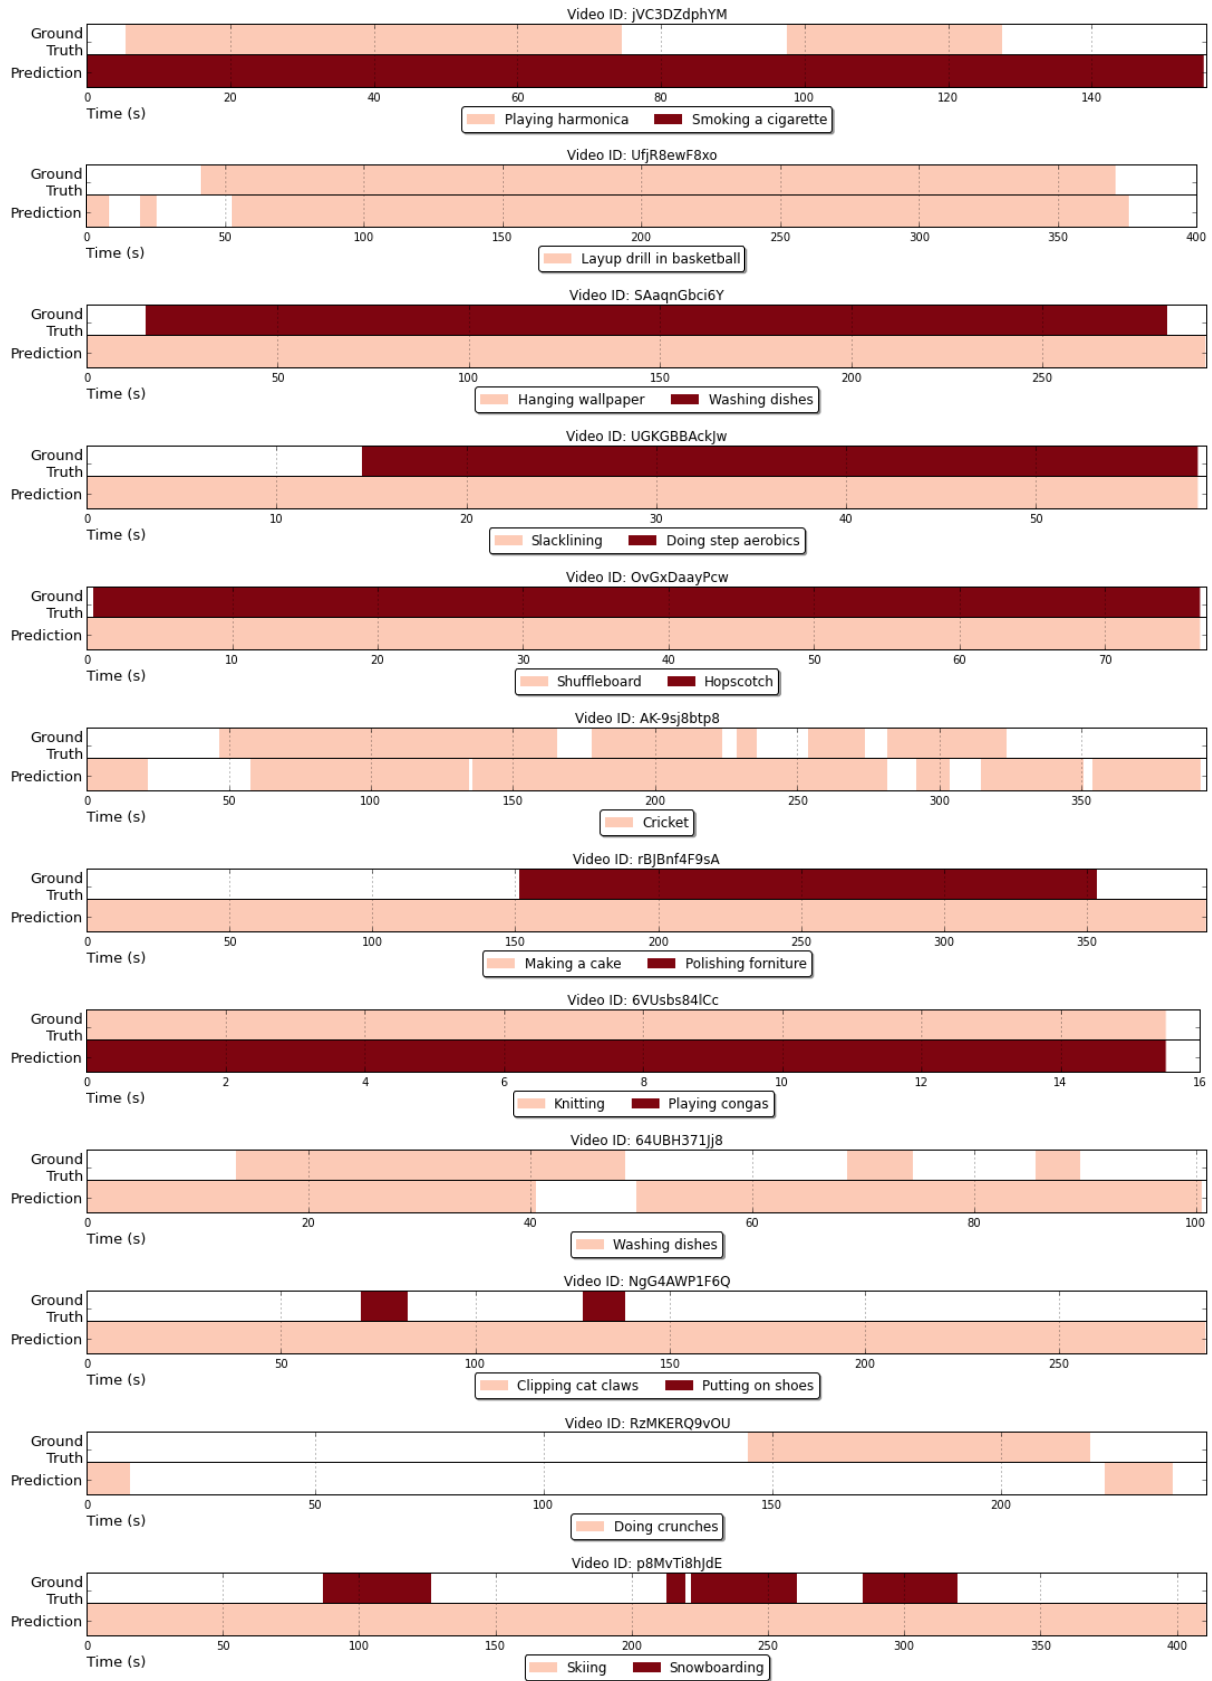 Video ID: jVC3DZdphYM
Ground
Truth
Prediction
0 20 40 60 80 100 120 140
Time (s)
Playing harmonica Smoking a cigarette
Video ID: UfjR8ewF8xo
Ground
Truth
Prediction
0 50 100 150 200 250 300 350 400
Time (s)
Layup drill in basketball
Video ID: SAaqnGbci6Y
Ground
Truth
Prediction
0 50 100 150 200 250
Time (s)
Hanging wallpaper Washing dishes
Video ID: UGKGBBAckJw
Ground
Truth
Prediction
0 10 20 30 40 50
Time (s)
Slacklining Doing step aerobics
Video ID: OvGxDaayPcw
Ground
Truth
Prediction
0 10 20 30 40 50 60 70
Time (s)
Shuffleboard Hopscotch
Video ID: AK-9sj8btp8
Ground
Truth
Prediction
0 50 100 150 200 250 300 350
Time (s)
Cricket
Video ID: rBJBnf4F9sA
Ground
Truth
Prediction
0 50 100 150 200 250 300 350
Time (s)
Making a cake Polishing forniture
Video ID: 6VUsbs84lCc
Ground
Truth
Prediction
0 2 4 6 8 10 12 14 16
Time (s)
Knitting Playing congas
Video ID: 64UBH371Jj8
Ground
Truth
Prediction
0 20 40 60 80 100
Time (s)
Washing dishes
Video ID: NgG4AWP1F6Q
Ground
Truth
Prediction
0 50 100 150 200 250
Time (s)
Clipping cat claws Putting on shoes
Video ID: RzMKERQ9vOU
Ground
Truth
Prediction
0 50 100 150 200
Time (s)
Doing crunches
Video ID: p8MvTi8hJdE
Ground
Truth
Prediction
0 50 100 150 200 250 300 350 400
Time (s)
Skiing Snowboarding